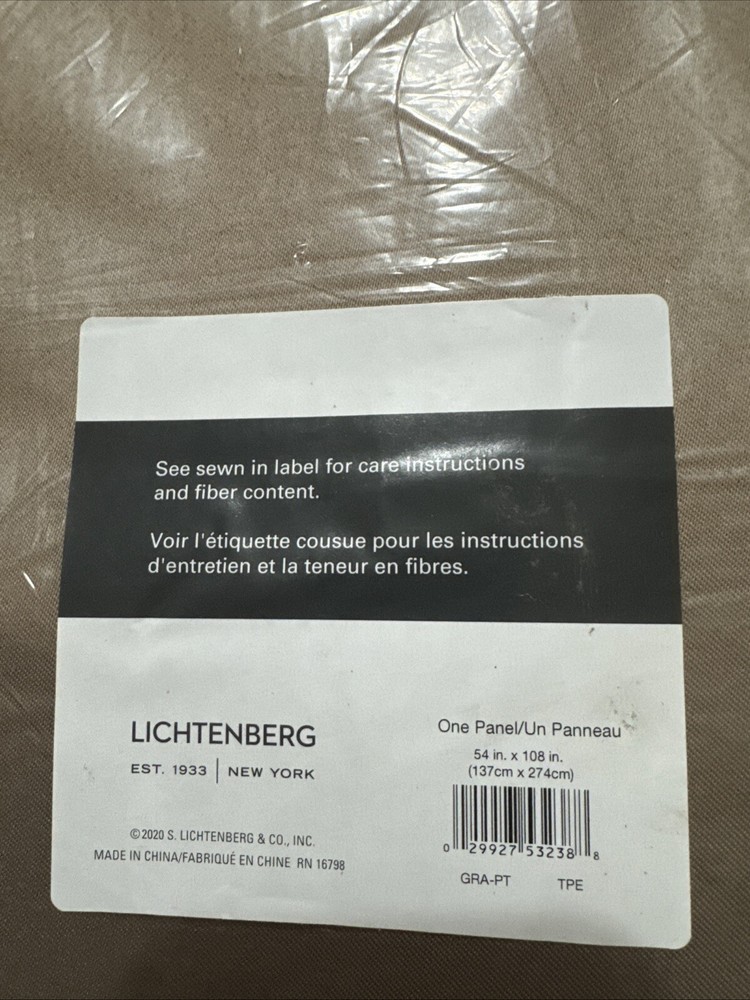 See sewn in label for care instructions
and fiber content.
Voir l'étiquette cousue pour les instructions
d'entretien et la teneur en fibres.
LICHTENBERG
EST. 1933 | NEW YORK
©2020 S. LICHTENBERG & CO., INC.
MADE IN CHINA/FABRIQUÉ EN CHINE RN 16798
One Panel/Un Panneau
54 in. x 108 in.
(137cm x 274cm)
0 29927 53238 8
GRA-PT TPE